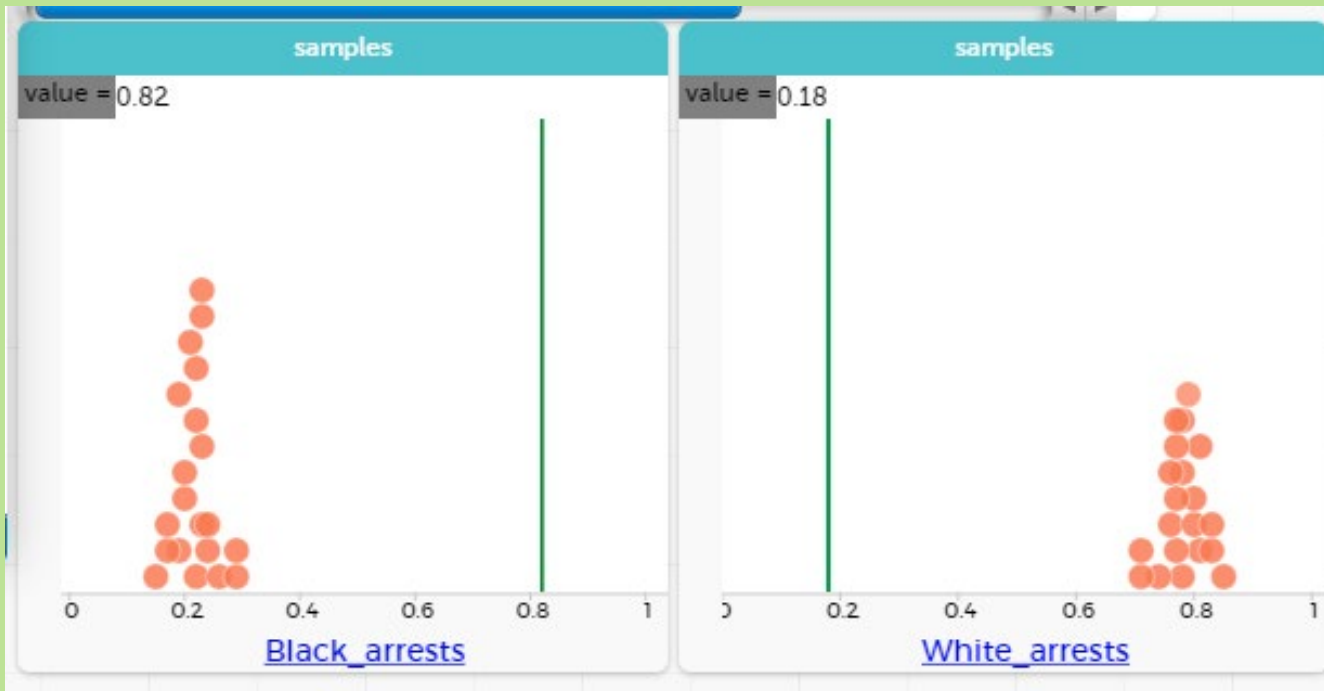 samples
value = 0.82
0 0.2 0.4 0.6 0.8 1
Black_arrests
samples
value = 0.18
0.2 0.4 0.6 0.8 1
White_arrests